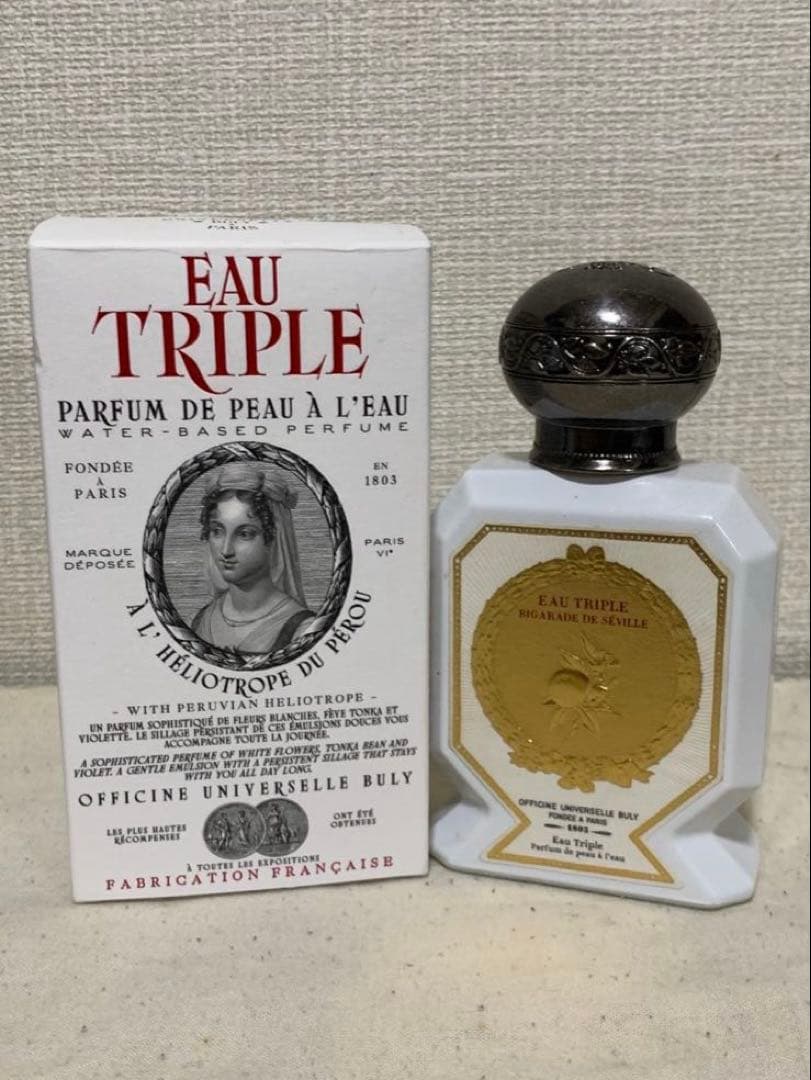 PARIS
EAU
TRIPLE
PARFUM DE PEAU À L'EAU
WATER-BASED PERFUME
FONDÉE
À
PARIS
EN
1803
MARQUE
DÉPOSÉE
PARIS
VIᵉ
À L'HÉLIOTROPE DU PÉROU
- WITH PERUVIAN HELIOTROPE -
UN PARFUM SOPHISTIQUÉ DE FLEURS BLANCHES, FÈVE TONKA ET
VIOLETTE. LE SILLAGE PERSISTANT DE CES ÉMULSIONS DOUCES VOUS
ACCOMPAGNE TOUTE LA JOURNÉE.
A SOPHISTICATED PERFUME OF WHITE FLOWERS, TONKA BEAN AND
VIOLET. A GENTLE EMULSION WITH A PERSISTENT SILLAGE THAT STAYS
WITH YOU ALL DAY LONG.
OFFICINE UNIVERSELLE BULY
LES PLUS HAUTES
RÉCOMPENSES
ONT ÉTÉ
OBTENUES
À TOUTES LES EXPOSITIONS
FABRICATION FRANÇAISE
EAU TRIPLE
BIGARADE DE SÉVILLE
OFFICINE UNIVERSELLE BULY
FONDÉE A PARIS
1803
Eau Triple
Parfum de peau à l'eau